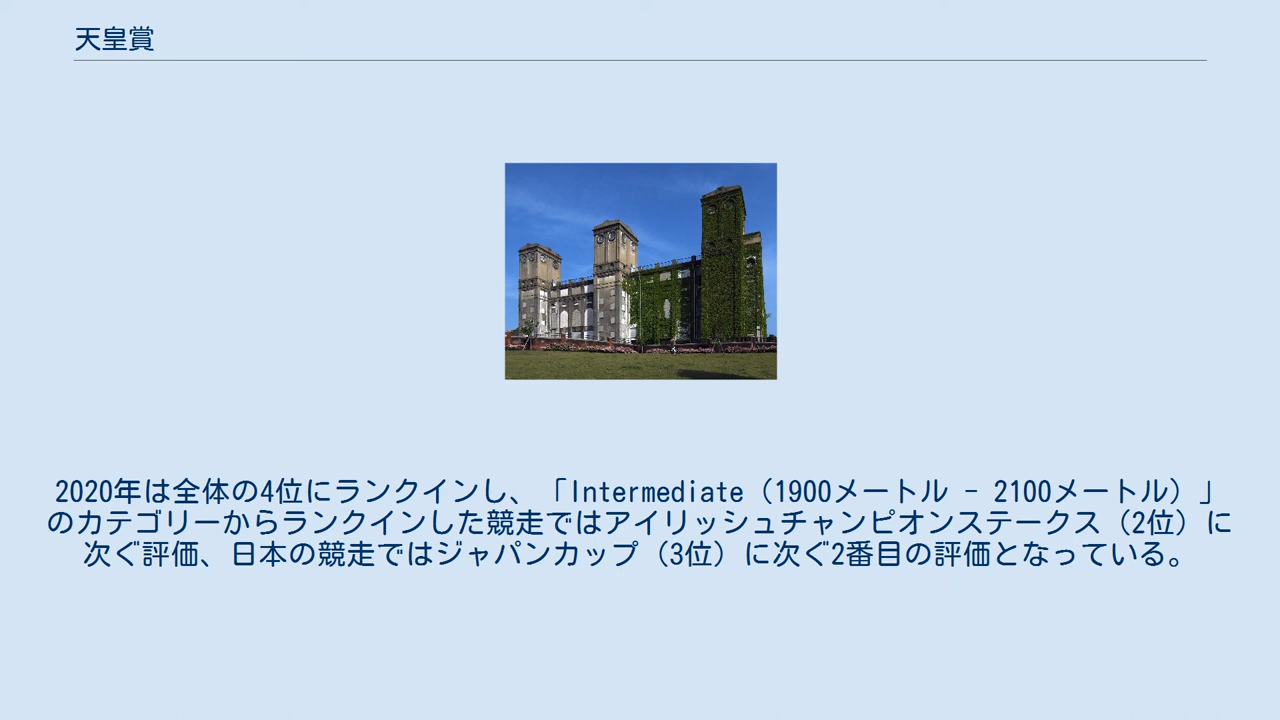 天皇賞
2020年は全体の4位にランクインし、「Intermediate（1900メートル - 2100メートル）」
のカテゴリーからランクインした競走ではアイリッシュチャンピオンステークス（2位）に
次ぐ評価、日本の競走ではジャパンカップ（3位）に次ぐ2番目の評価となっている。